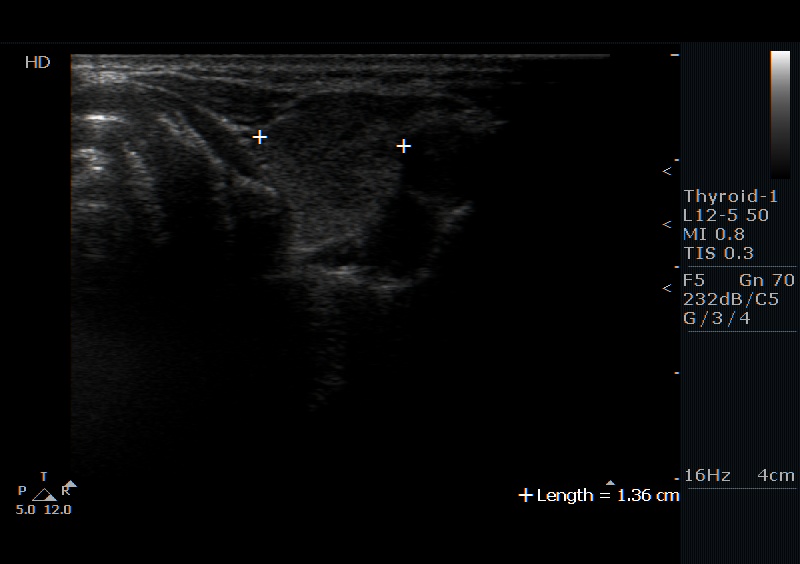 HD
Thyroid-1
L12-5 50
MI 0.8
TIS 0.3
F5 Gn 70
232dB/C5
G/3/4
16Hz 4cm
T
P R
5.0 12.0
+ Length = 1.36 cm